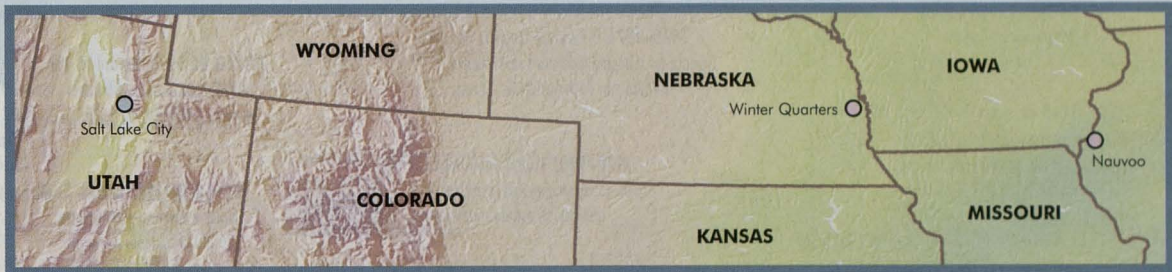 WYOMING
NEBRASKA
IOWA
Winter Quarters
Salt Lake City
Nauvoo
UTAH
COLORADO
MISSOURI
KANSAS